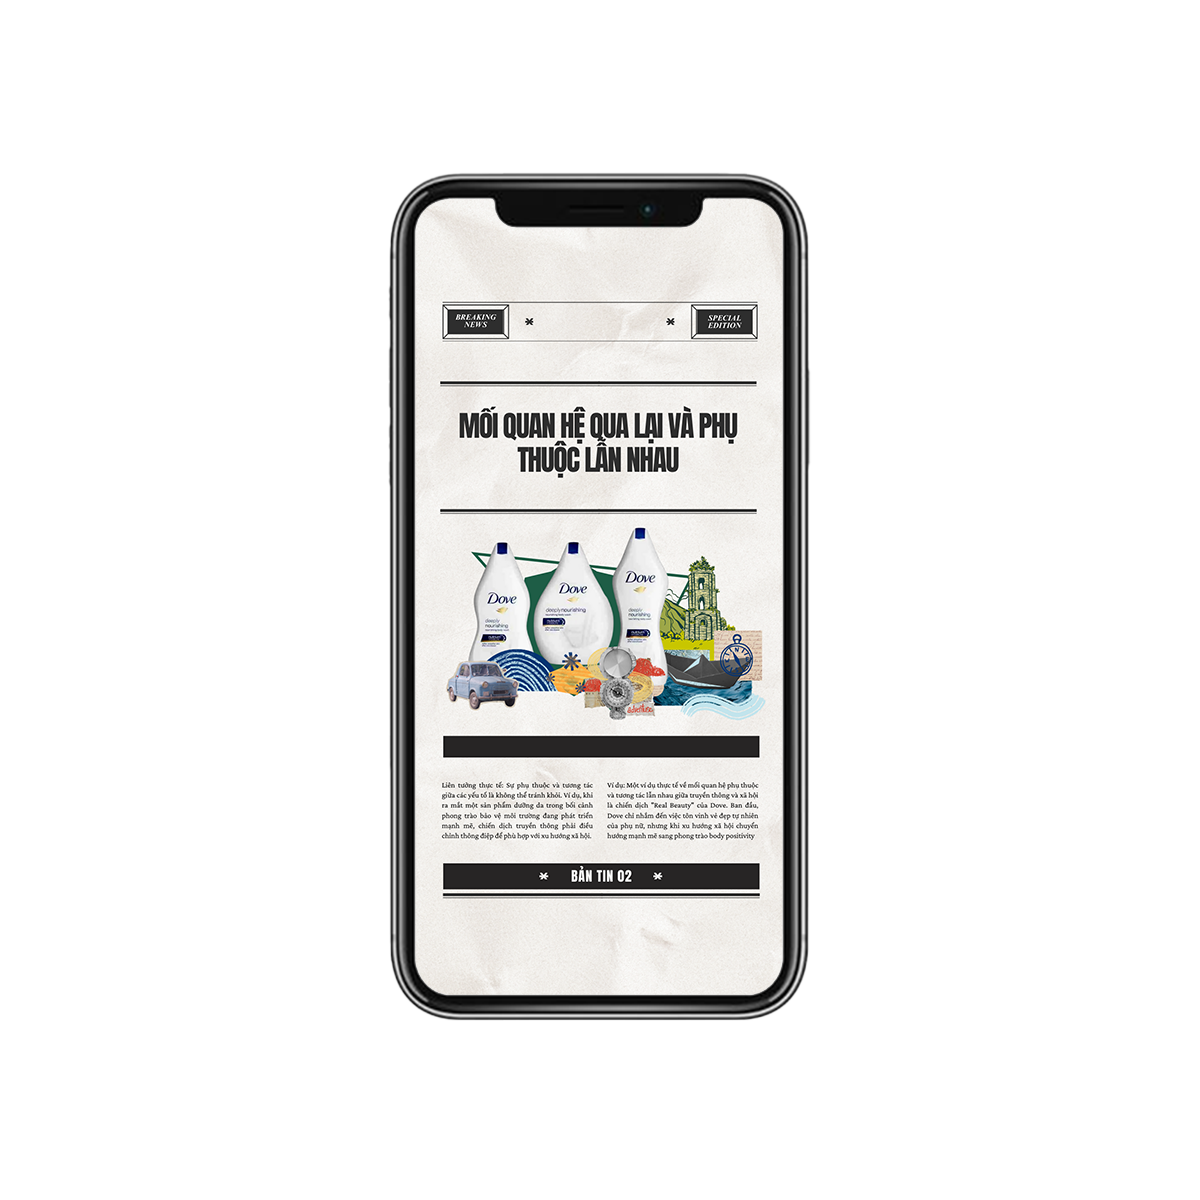 BREAKING
NEWS
SPECIAL
EDITION
MỐI QUAN HỆ QUA LẠI VÀ PHỤ
THUỘC LẪN NHAU
Dove
deeply
nourishing
Dove
deeplynourishing
Dove
deeply
nourishing
Liên tưởng thực tế: Sự phụ thuộc và tương tác
giữa các yếu tố là không thể tránh khỏi. Ví dụ, khi
ra mắt một sản phẩm dưỡng da trong bối cảnh
phong trào bảo vệ môi trường đang phát triển
mạnh mẽ, chiến dịch truyền thông phải điều
chỉnh thông điệp để phù hợp với xu hướng xã hội.
Ví dụ: Một ví dụ thực tế về mối quan hệ phụ thuộc
và tương tác lẫn nhau giữa truyền thông và xã hội
là chiến dịch "Real Beauty" của Dove. Ban đầu,
Dove chỉ nhắm đến việc tôn vinh vẻ đẹp tự nhiên
của phụ nữ, nhưng khi xu hướng xã hội chuyển
hướng mạnh mẽ sang phong trào body positivity
BẢN TIN 02